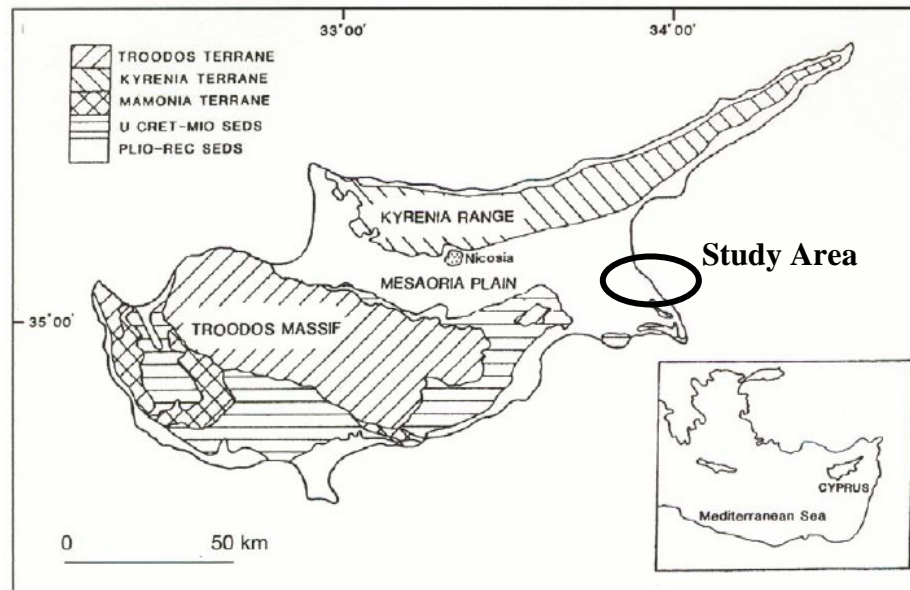 33°00'
34°00'
TROODOS TERRANE
KYRENIA TERRANE
MAMONIA TERRANE
U CRET-MIO SEDS
PLIO-REC SEDS
KYRENIA RANGE
Nicosia
Study Area
MESAORIA PLAIN
35°00'
TROODOS MASSIF
CYPRUS
Mediterranean Sea
0 50 km